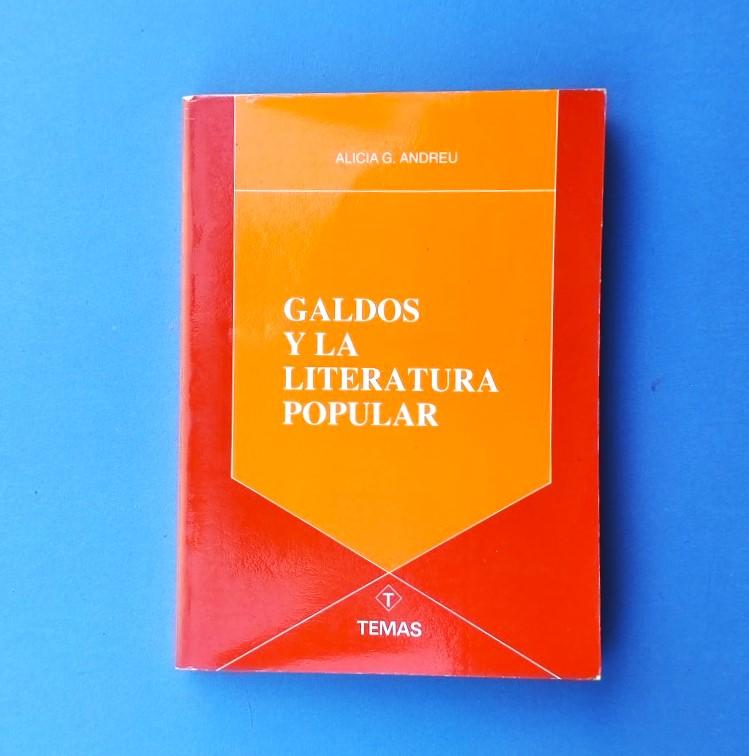 ALICIA G. ANDREU
GALDOS
Y LA
LITERATURA
POPULAR
T
TEMAS